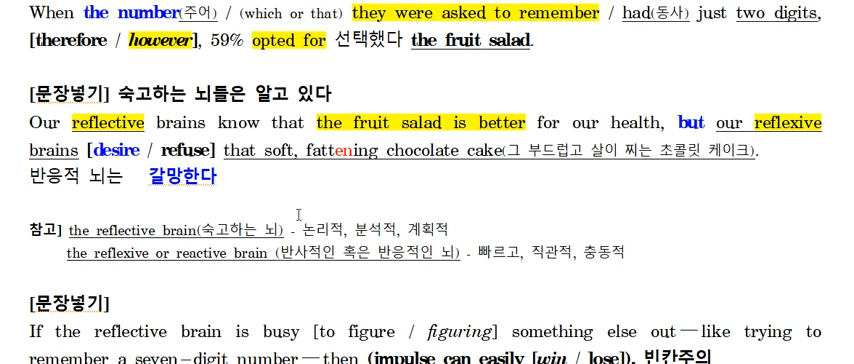 When the number(주어) / (which or that) they were asked to remember / had(동사) just two digits,
[therefore / however], 59% opted for 선택했다 the fruit salad.
[문장넣기] 숙고하는 뇌들은 알고 있다
Our reflective brains know that the fruit salad is better for our health, but our reflexive
brains [desire / refuse] that soft, fattening chocolate cake(그 부드럽고 살이 찌는 초콜릿 케이크).
반응적 뇌는 갈망한다
참고] the reflective brain(숙고하는 뇌) - 논리적, 분석적, 계획적
the reflexive or reactive brain (반사적인 혹은 반응적인 뇌) - 빠르고, 직관적, 충동적
[문장넣기]
If the reflective brain is busy [to figure / figuring] something else out—like trying to
remember a seven-digit number—then (impulse can easily [win / lose]). 빈칸주의